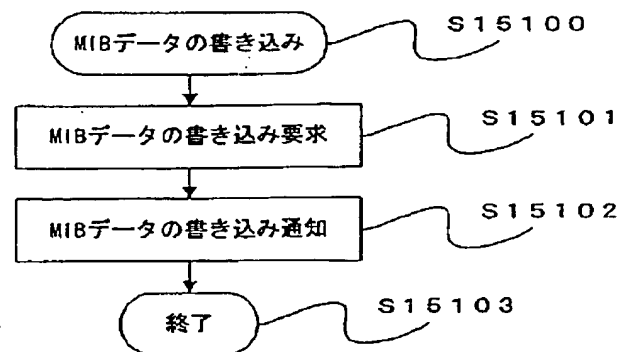 MIBデータの書き込み
S15100
MIBデータの書き込み要求
S15101
MIBデータの書き込み通知
S15102
終了
S15103